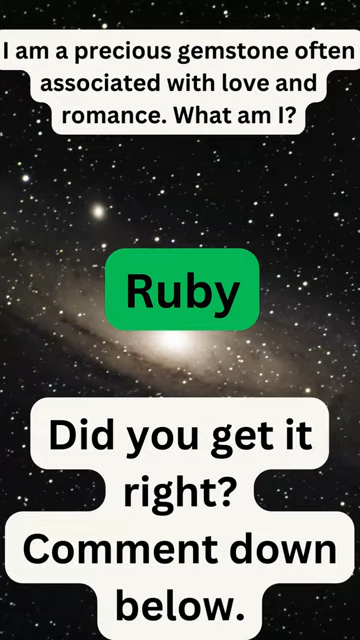 I am a precious gemstone often
associated with love and
romance. What am I?
Ruby
Did you get it
right?
Comment down
below.